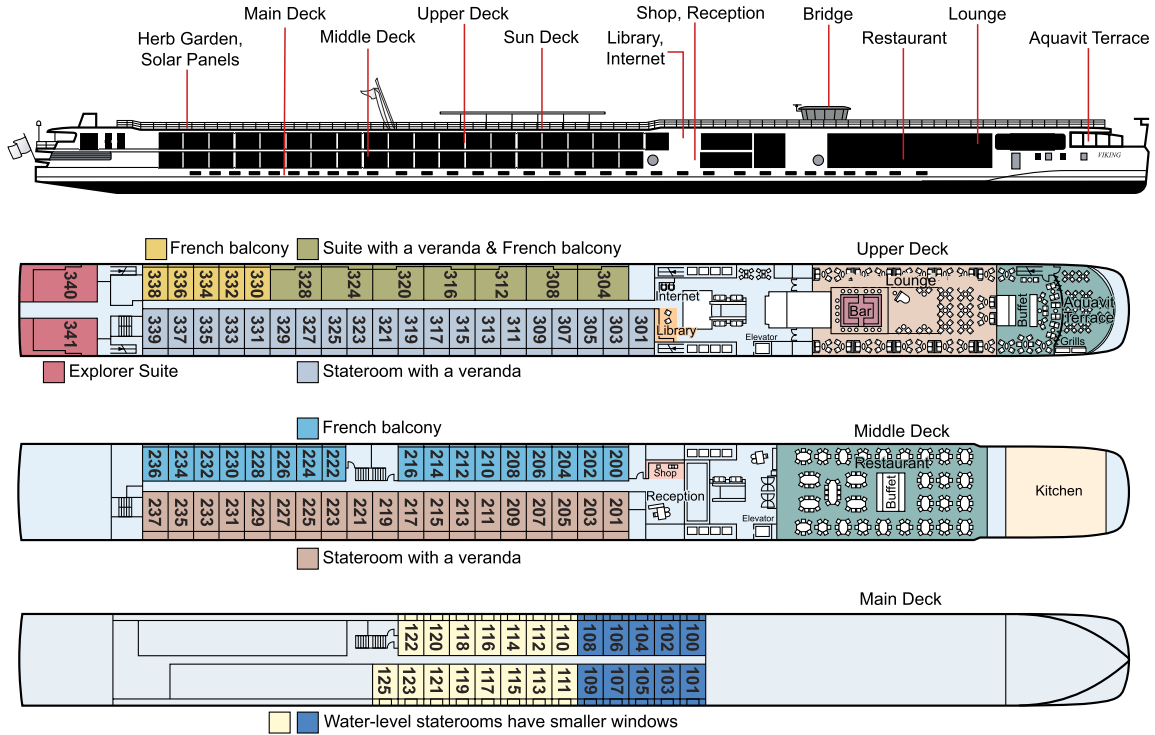 Main Deck
Upper Deck
Shop, Reception
Bridge
Lounge
Herb Garden,
Solar Panels
Middle Deck
Sun Deck
Library,
Internet
Restaurant
Aquavit Terrace
VIKING
French balcony
Suite with a veranda & French balcony
Upper Deck
340
338
336
334
332
330
328
324
320
316
312
308
304
Internet
Lounge
Bar
Buffet
Aquavit
Terrace
Library
Elevator
Grills
341
339
337
335
333
331
329
327
325
321
317
315
313
311
309
307
305
303
301
Explorer Suite
Stateroom with a veranda
French balcony
Middle Deck
236
234
232
230
228
226
224
222
216
214
212
210
208
206
204
202
200
Shop
Restaurant
Reception
Buffet
Kitchen
Elevator
237
235
233
231
229
227
225
223
221
219
217
215
213
211
209
207
205
203
201
Stateroom with a veranda
Main Deck
122
120
118
116
114
112
110
108
106
104
102
100
125
123
121
119
117
115
113
111
109
107
105
103
101
Water-level staterooms have smaller windows